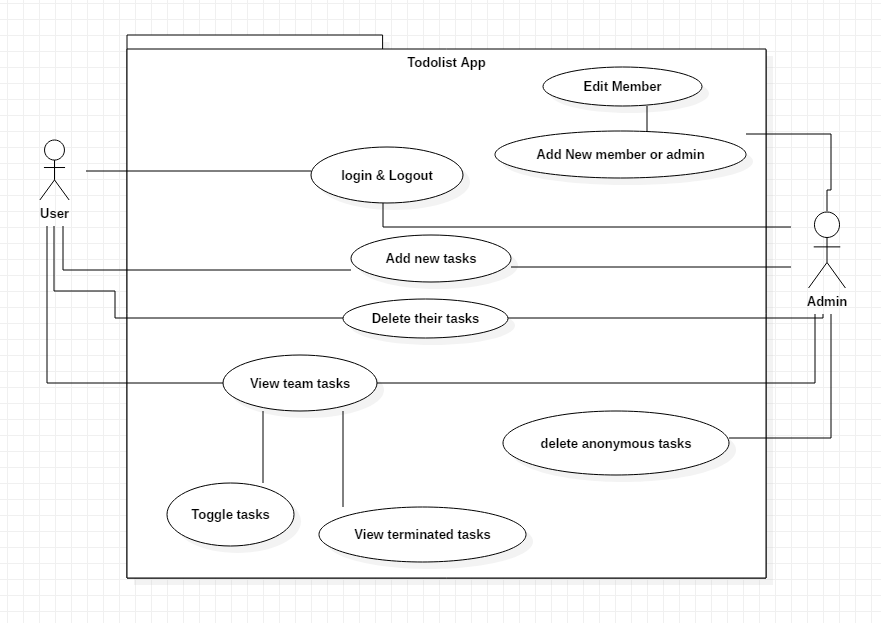 Todolist App
Edit Member
Add New member or admin
login & Logout
User
Add new tasks
Admin
Delete their tasks
View team tasks
delete anonymous tasks
Toggle tasks
View terminated tasks